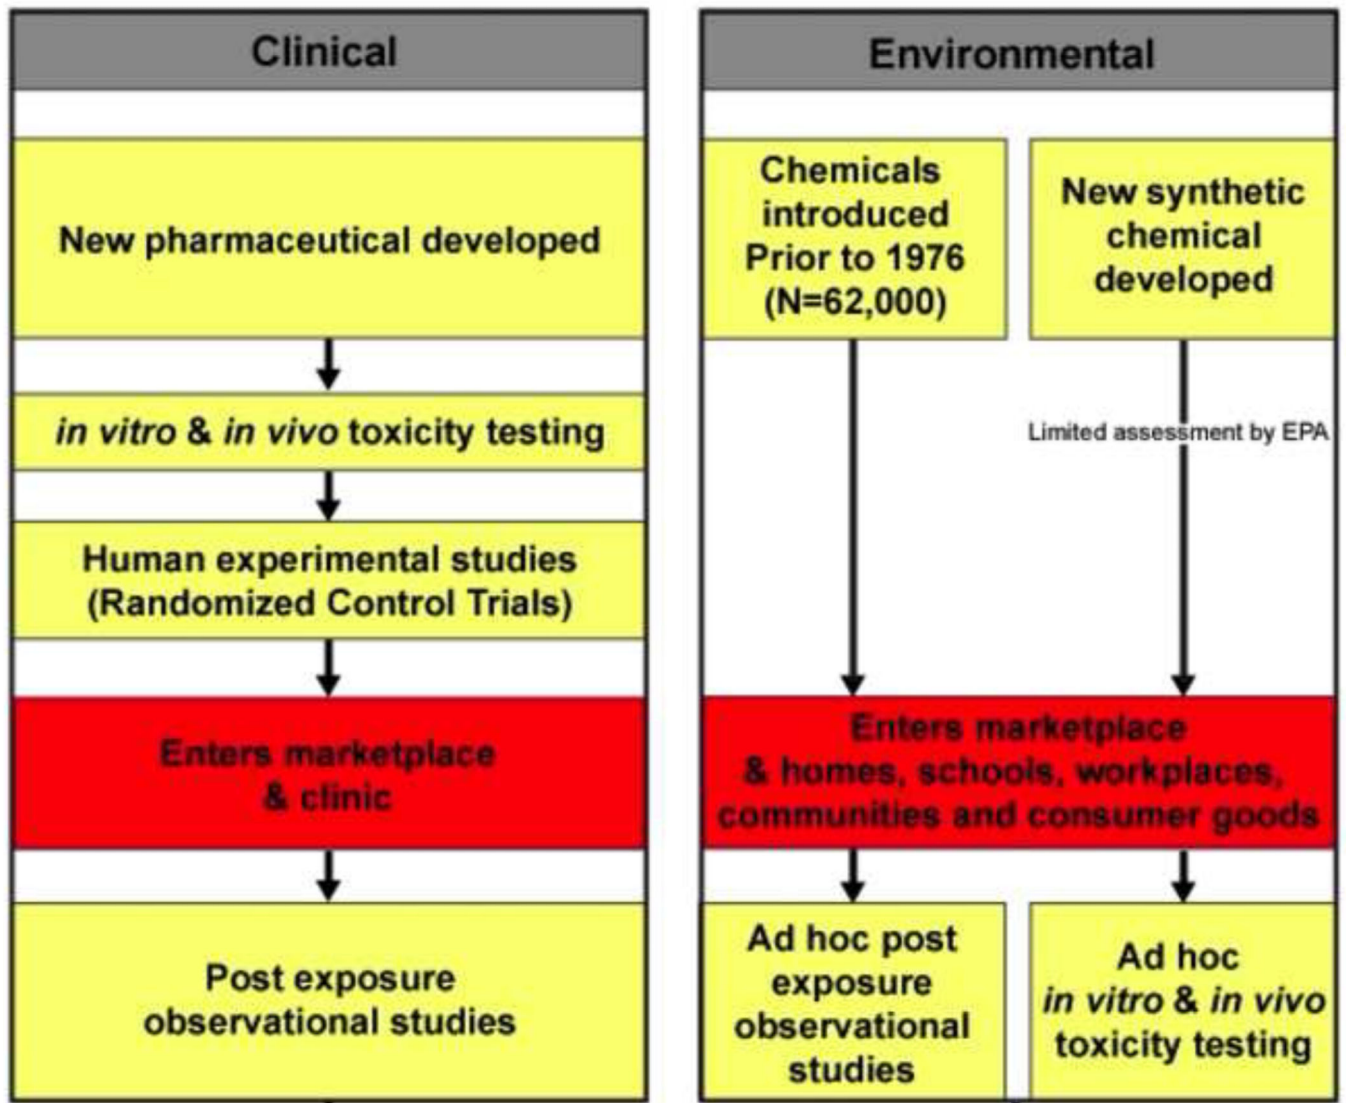 Clinical
New pharmaceutical developed
in vitro & in vivo toxicity testing
Human experimental studies
(Randomized Control Trials)
Enters marketplace
& clinic
Post exposure
observational studies
Environmental
Chemicals
introduced
Prior to 1976
(N=62,000)
New synthetic
chemical
developed
Limited assessment by EPA
Enters marketplace
& homes, schools, workplaces,
communities and consumer goods
Ad hoc post
exposure
observational
studies
Ad hoc
in vitro & in vivo
toxicity testing